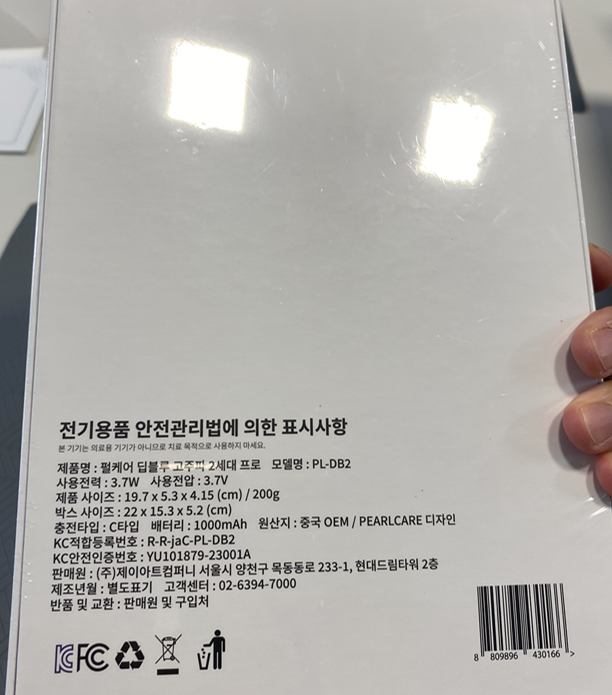 전기용품 안전관리법에 의한 표시사항
본 기기는 의료용 기기가 아니므로 치료 목적으로 사용하지 마세요.
제품명 : 펄케어 딥블루 고주파 2세대 프로 모델명 : PL-DB2
사용전력 : 3.7W 사용전압 : 3.7V
제품 사이즈 : 19.7 x 5.3 x 4.15 (cm) / 200g
박스 사이즈 : 22 x 15.3 x 5.2 (cm)
충전타입 : C타입 배터리 : 1000mAh 원산지 : 중국 OEM / PEARLCARE 디자인
KC적합등록번호 : R-R-jaC-PL-DB2
KC안전인증번호 : YU101879-23001A
판매원 : (주)제이아트컴퍼니 서울시 양천구 목동동로 233-1, 현대드림타워 2층
제조년월 : 별도표기 고객센터 : 02-6394-7000
반품 및 교환 : 판매원 및 구입처
KC FC
8 809896 430166 >